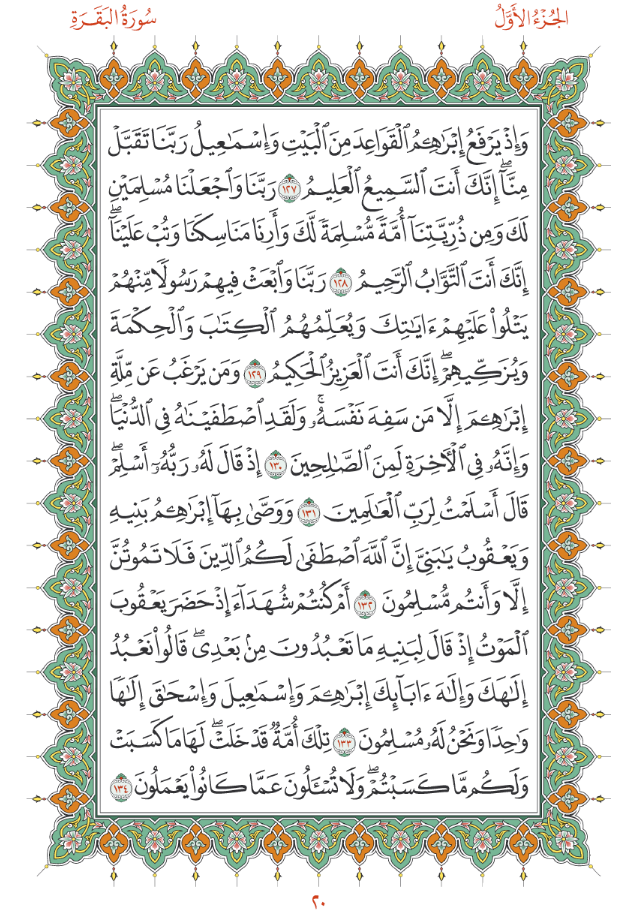 الجُزْءُ الأَوَّلُ
سُورَةُ البَقَرَةِ
وَإِذْ يَرْفَعُ إِبْرَٰهِـۧمُ ٱلْقَوَاعِدَ مِنَ ٱلْبَيْتِ وَإِسْمَـٰعِيلُ رَبَّنَا تَقَبَّلْ
مِنَّآ ۖ إِنَّكَ أَنتَ ٱلسَّمِيعُ ٱلْعَلِيمُ ١٢٧ رَبَّنَا وَٱجْعَلْنَا مُسْلِمَيْنِ
لَكَ وَمِن ذُرِّيَّتِنَآ أُمَّةً مُّسْلِمَةً لَّكَ وَأَرِنَا مَنَاسِكَنَا وَتُبْ عَلَيْنَآ ۖ
إِنَّكَ أَنتَ ٱلتَّوَّابُ ٱلرَّحِيمُ ١٢٨ رَبَّنَا وَٱبْعَثْ فِيهِمْ رَسُولًا مِّنْهُمْ
يَتْلُوا۟ عَلَيْهِمْ ءَايَـٰتِكَ وَيُعَلِّمُهُمُ ٱلْكِتَـٰبَ وَٱلْحِكْمَةَ
وَيُزَكِّيهِمْ ۚ إِنَّكَ أَنتَ ٱلْعَزِيزُ ٱلْحَكِيمُ ١٢٩ وَمَن يَرْغَبُ عَن مِّلَّةِ
إِبْرَٰهِـۧمَ إِلَّا مَن سَفِهَ نَفْسَهُۥ ۚ وَلَقَدِ ٱصْطَفَيْنَـٰهُ فِى ٱلدُّنْيَا ۖ
وَإِنَّهُۥ فِى ٱلْـَٔاخِرَةِ لَمِنَ ٱلصَّـٰلِحِينَ ١٣٠ إِذْ قَالَ لَهُۥ رَبُّهُۥٓ أَسْلِمْ ۖ
قَالَ أَسْلَمْتُ لِرَبِّ ٱلْعَـٰلَمِينَ ١٣١ وَوَصَّىٰ بِهَآ إِبْرَٰهِـۧمُ بَنِيهِ
وَيَعْقُوبُ يَـٰبَنِىَّ إِنَّ ٱللَّهَ ٱصْطَفَىٰ لَكُمُ ٱلدِّينَ فَلَا تَمُوتُنَّ
إِلَّا وَأَنتُم مُّسْلِمُونَ ١٣٢ أَمْ كُنتُمْ شُهَدَآءَ إِذْ حَضَرَ يَعْقُوبَ
ٱلْمَوْتُ إِذْ قَالَ لِبَنِيهِ مَا تَعْبُدُونَ مِنۢ بَعْدِى ۖ قَالُوا۟ نَعْبُدُ
إِلَـٰهَكَ وَإِلَـٰهَ ءَابَآئِكَ إِبْرَٰهِـۧمَ وَإِسْمَـٰعِيلَ وَإِسْحَـٰقَ إِلَـٰهًا
وَٰحِدًا وَنَحْنُ لَهُۥ مُسْلِمُونَ ١٣٣ تِلْكَ أُمَّةٌ قَدْ خَلَتْ ۖ لَهَا مَا كَسَبَتْ
وَلَكُم مَّا كَسَبْتُمْ ۖ وَلَا تُسْـَٔلُونَ عَمَّا كَانُوا۟ يَعْمَلُونَ ١٣٤
٢٠